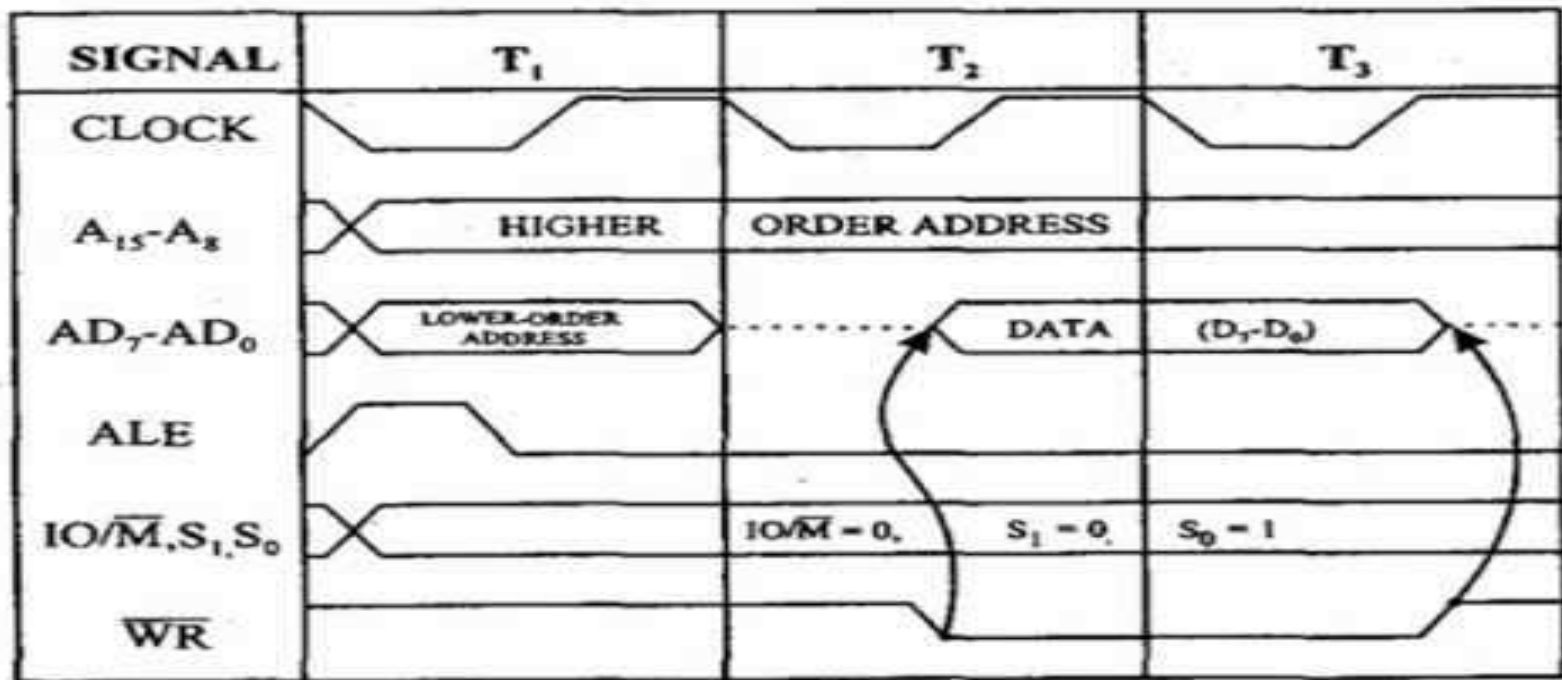 SIGNAL T₁ T₂ T₃
CLOCK
A₁₅-A₈ HIGHER ORDER ADDRESS
AD₇-AD₀ LOWER-ORDER ADDRESS DATA (D₇-D₀)
ALE
IO/M̅,S₁,S₀ IO/M̅ = 0, S₁ = 0, S₀ = 1
W̅R̅